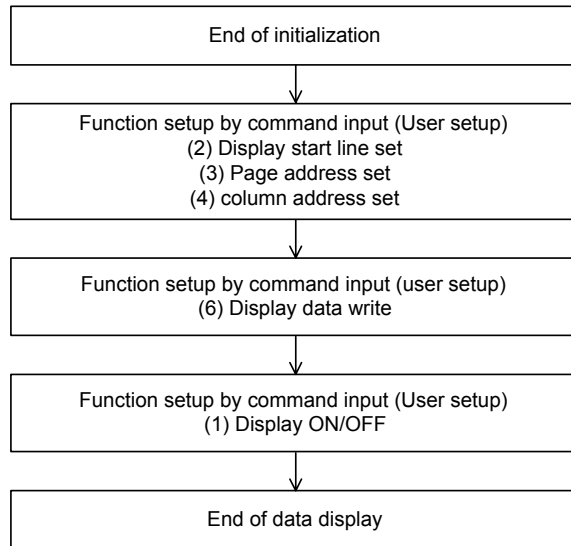 End of initialization
Function setup by command input (User setup)
(2) Display start line set
(3) Page address set
(4) column address set
Function setup by command input (user setup)
(6) Display data write
Function setup by command input (User setup)
(1) Display ON/OFF
End of data display